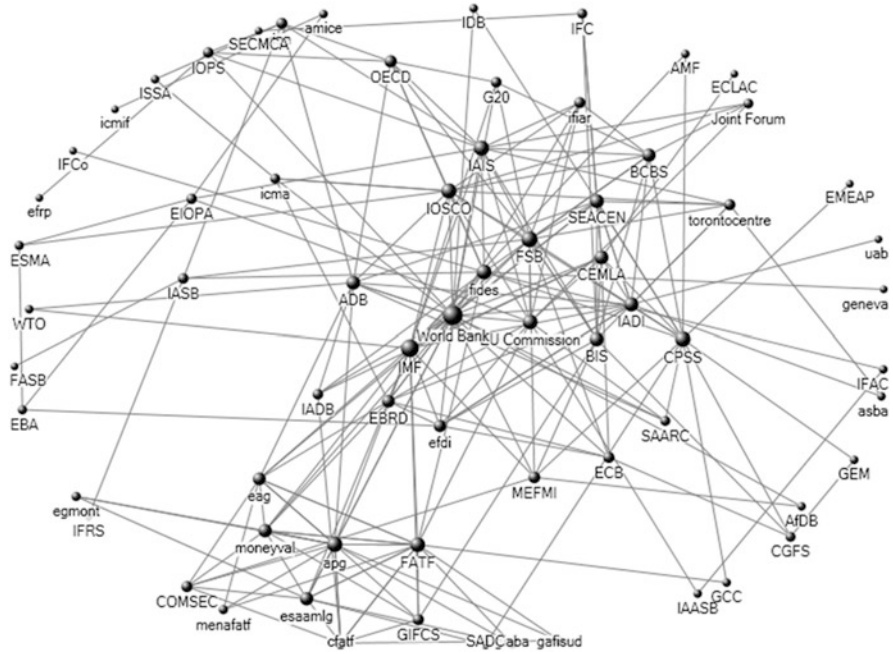 IDB
amice
IFC
SECMCA
IOPS
OECD
AMF
ECLAC
ISSA
G20
ifiar
Joint Forum
icmif
IAIS
BCBS
IFCo
icma
efrp
EIOPA
IOSCO
SEACEN
torontocentre
EMEAP
ESMA
FSB
uab
IASB
ADB
fides
CEMLA
geneva
WTO
World Bank
EU Commission
IADI
IMF
BIS
CPSS
FASB
IFAC
asba
EBA
IADB
EBRD
efdi
SAARC
GEM
eag
MEFMI
ECB
egmont
IFRS
AfDB
CGFS
moneyval
apg
FATF
COMSEC
menafatf
esaamlg
GIFCS
IAASB
GCC
cfatf
SADC
aba
gafisud